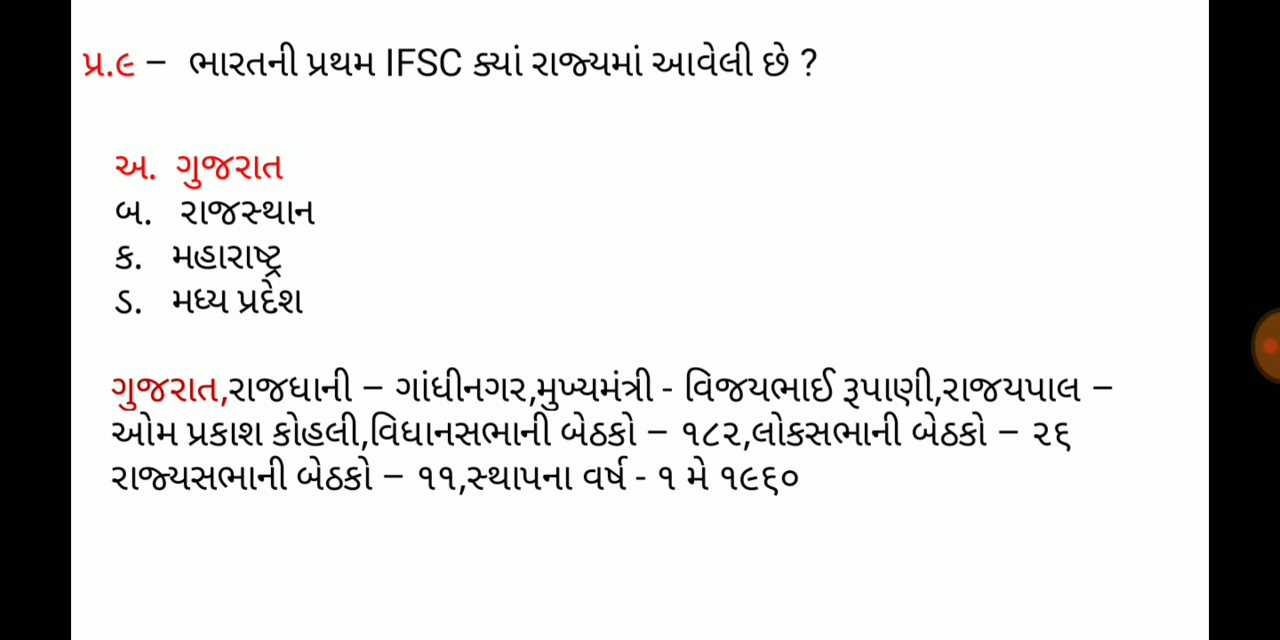 પ્ર.૯ – ભારતની પ્રથમ IFSC ક્યાં રાજ્યમાં આવેલી છે ?
અ. ગુજરાત
બ. રાજસ્થાન
ક. મહારાષ્ટ્ર
ડ. મધ્ય પ્રદેશ
ગુજરાત,રાજધાની – ગાંધીનગર,મુખ્યમંત્રી - વિજયભાઈ રૂપાણી,રાજયપાલ –
ઓમ પ્રકાશ કોહલી,વિધાનસભાની બેઠકો – ૧૮૨,લોકસભાની બેઠકો – ૨૬
રાજ્યસભાની બેઠકો – ૧૧,સ્થાપના વર્ષ - ૧ મે ૧૯૬૦